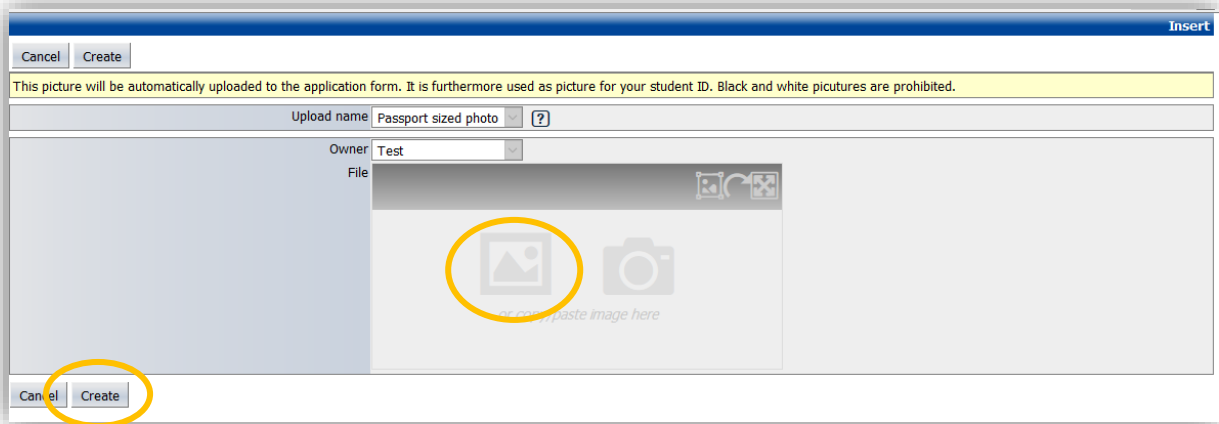 Insert
Cancel Create
This picture will be automatically uploaded to the application form. It is furthermore used as picture for your student ID. Black and white picutures are prohibited.
Upload name Passport sized photo ?
Owner Test
File
or copy/paste image here
Cancel Create